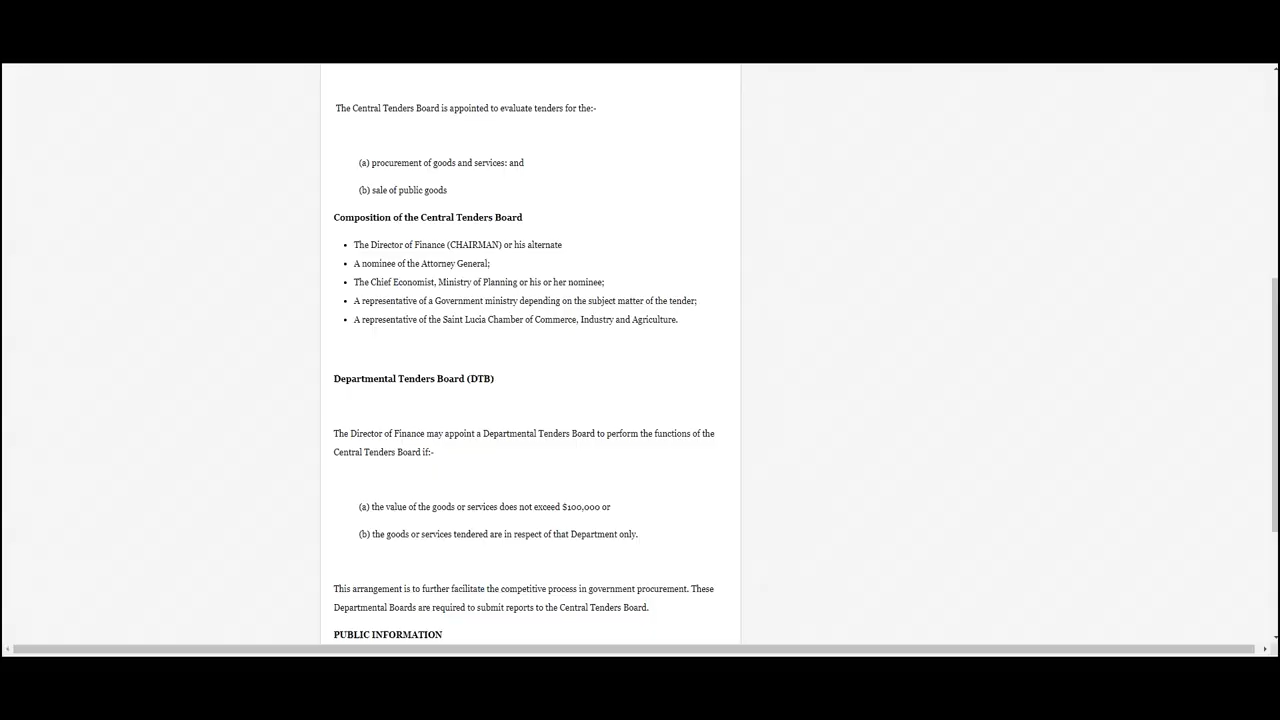 The Central Tenders Board is appointed to evaluate tenders for the:-
(a) procurement of goods and services: and
(b) sale of public goods
Composition of the Central Tenders Board
• The Director of Finance (CHAIRMAN) or his alternate
• A nominee of the Attorney General;
• The Chief Economist, Ministry of Planning or his or her nominee;
• A representative of a Government ministry depending on the subject matter of the tender;
• A representative of the Saint Lucia Chamber of Commerce, Industry and Agriculture.
Departmental Tenders Board (DTB)
The Director of Finance may appoint a Departmental Tenders Board to perform the functions of the
Central Tenders Board if:-
(a) the value of the goods or services does not exceed $100,000 or
(b) the goods or services tendered are in respect of that Department only.
This arrangement is to further facilitate the competitive process in government procurement. These
Departmental Boards are required to submit reports to the Central Tenders Board.
PUBLIC INFORMATION